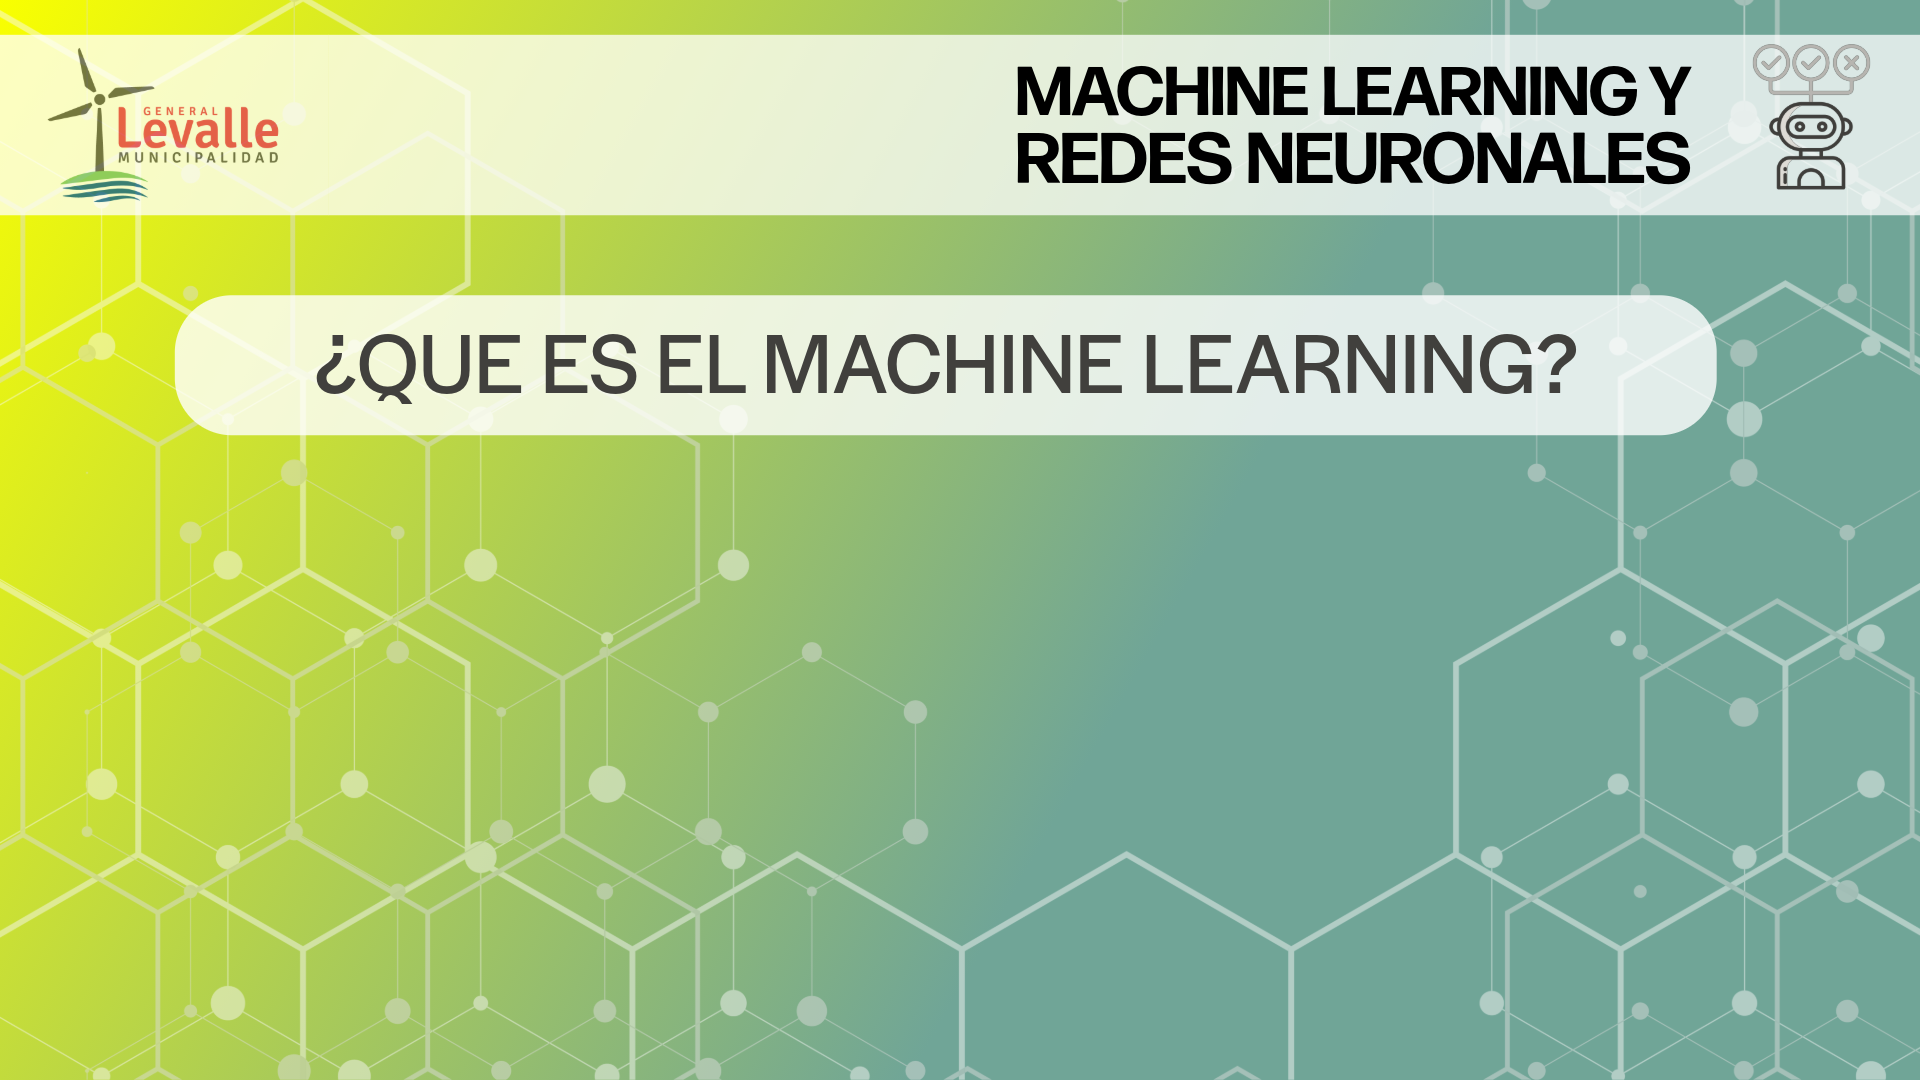 GENERAL
Levalle
MUNICIPALIDAD
MACHINE LEARNING Y
REDES NEURONALES
¿QUE ES EL MACHINE LEARNING?